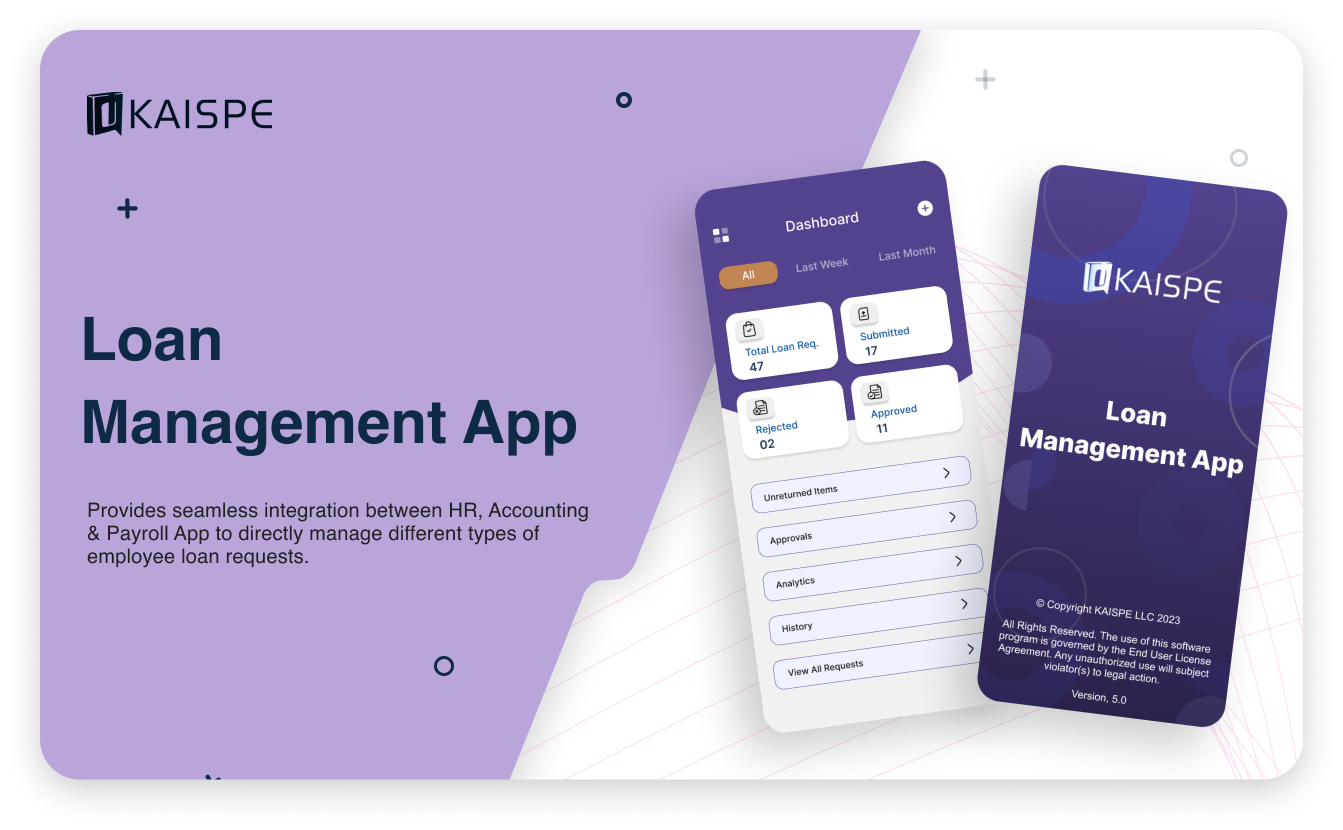 KAISPE
Loan
Management App
Provides seamless integration between HR, Accounting
& Payroll App to directly manage different types of
employee loan requests.
Dashboard
All
Last Week
Last Month
Total Loan Req.
47
Submitted
17
Rejected
02
Approved
11
Unreturned Items
Approvals
Analytics
History
View All Requests
KAISPE
Loan
Management App
© Copyright KAISPE LLC 2023
All Rights Reserved. The use of this software
program is governed by the End User License
Agreement. Any unauthorized use will subject
violator(s) to legal action.
Version, 5.0